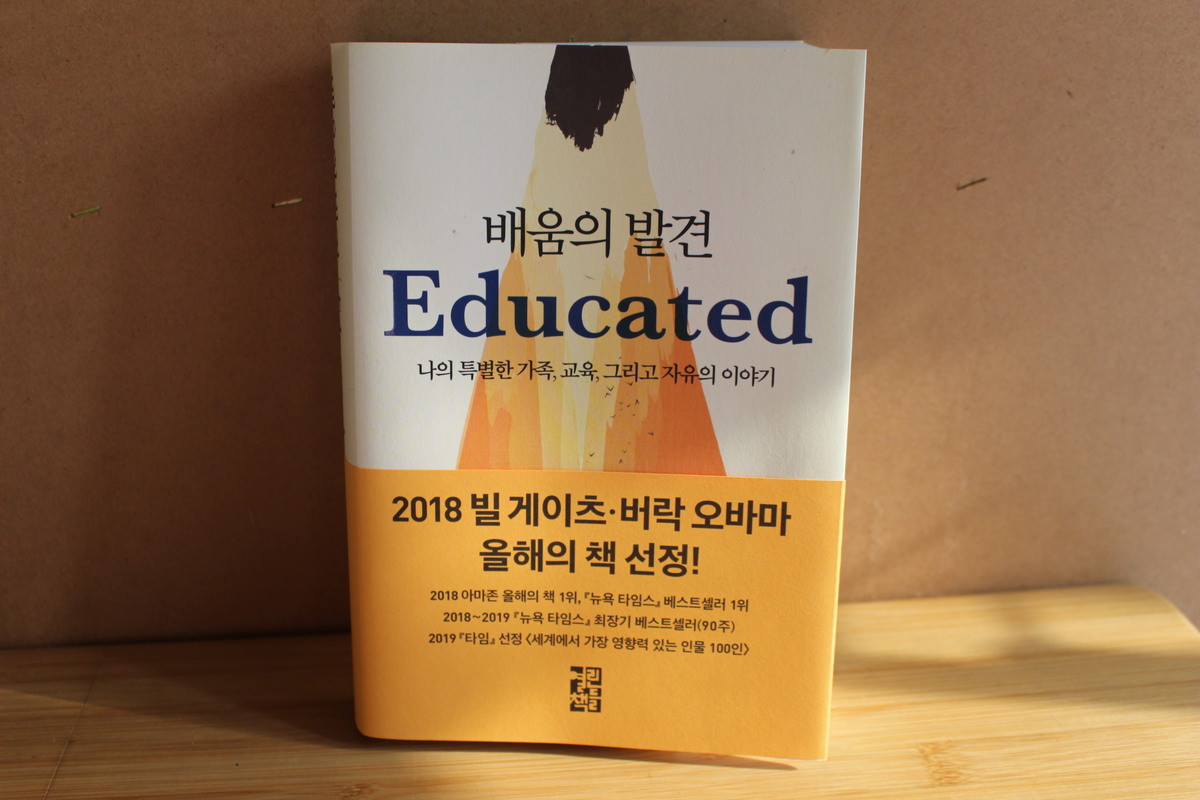 배움의 발견
Educated
나의 특별한 가족, 교육, 그리고 자유의 이야기
2018 빌 게이츠·버락 오바마
올해의 책 선정!
2018 아마존 올해의 책 1위, 『뉴욕 타임스』 베스트셀러 1위
2018~2019 『뉴욕 타임스』 최장기 베스트셀러(90주)
2019 『타임』 선정 〈세계에서 가장 영향력 있는 인물 100인〉
열린
책들